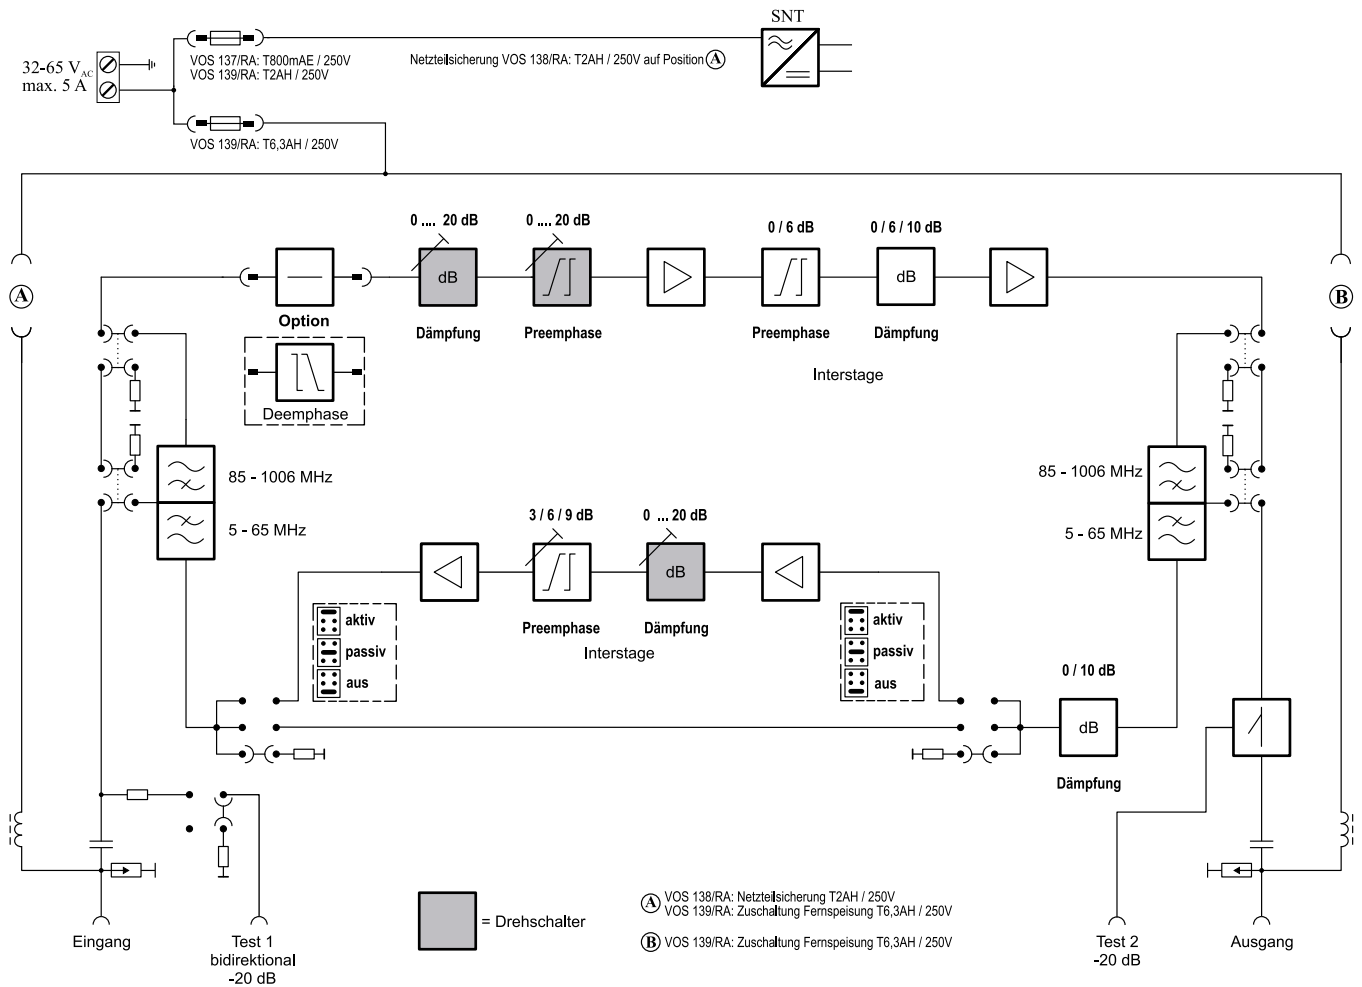 SNT
32-65 V AC
max. 5 A
VOS 137/RA: T800mAE / 250V
VOS 139/RA: T2AH / 250V
Netzteilsicherung VOS 138/RA: T2AH / 250V auf Position A
VOS 139/RA: T6,3AH / 250V
0 .... 20 dB
0 .... 20 dB
0 / 6 dB
0 / 6 / 10 dB
dB
dB
A
B
Option
Dämpfung
Preemphase
Preemphase
Dämpfung
Interstage
Deemphase
85 - 1006 MHz
5 - 65 MHz
85 - 1006 MHz
5 - 65 MHz
3 / 6 / 9 dB
0 ... 20 dB
dB
Preemphase
Dämpfung
Interstage
aktiv
passiv
aus
aktiv
passiv
aus
0 / 10 dB
dB
Dämpfung
= Drehschalter
A VOS 138/RA: Netzteilsicherung T2AH / 250V
VOS 139/RA: Zuschaltung Fernspeisung T6,3AH / 250V
B VOS 139/RA: Zuschaltung Fernspeisung T6,3AH / 250V
Eingang
Test 1
bidirektional
-20 dB
Test 2
-20 dB
Ausgang